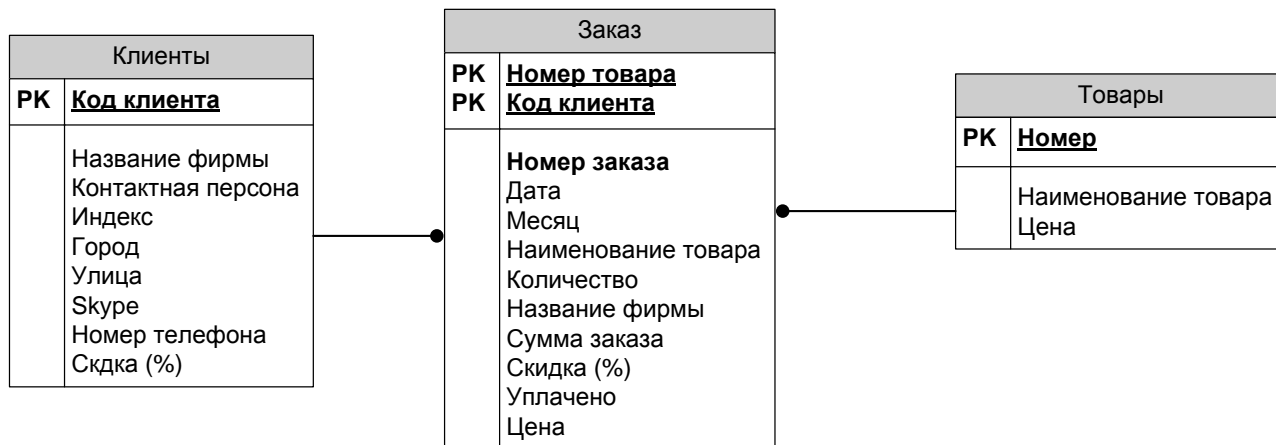 Клиенты
PK Код клиента
Название фирмы
Контактная персона
Индекс
Город
Улица
Skype
Номер телефона
Скдка (%)
Заказ
PK Номер товара
PK Код клиента
Номер заказа
Дата
Месяц
Наименование товара
Количество
Название фирмы
Сумма заказа
Скидка (%)
Уплачено
Цена
Товары
PK Номер
Наименование товара
Цена